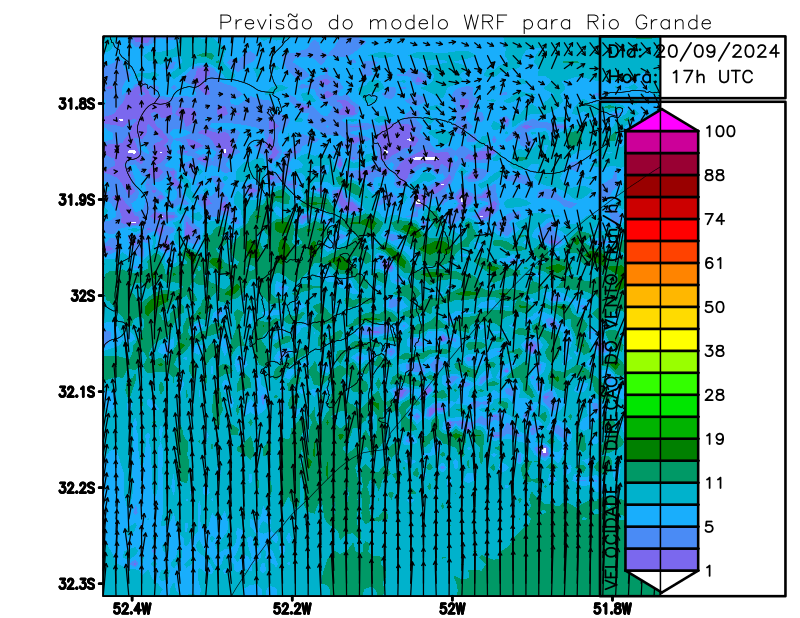 Previsão do modelo WRF para Rio Grande
Dia: 20/09/2024
Hora: 17h UTC
31.8S
31.9S
32S
32.1S
32.2S
32.3S
52.4W
52.2W
52W
51.8W
VELOCIDADE E DIREÇÃO DO VENTO (km/h)
100
88
74
61
50
38
28
19
11
5
1